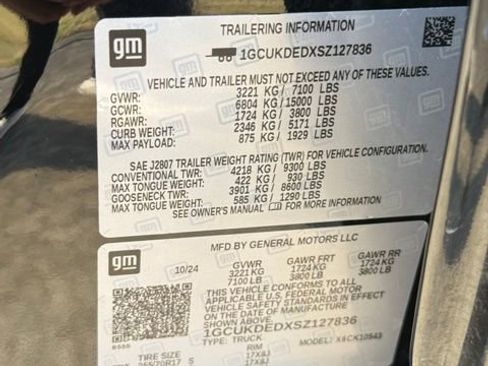 gm
TRAILERING INFORMATION
1GCUKDEDXSZ127836
VEHICLE AND TRAILER MUST NOT EXCEED ANY OF THESE VALUES.
GVWR: 3221 KG / 7100 LBS
GCWR: 6804 KG / 15000 LBS
RGAWR: 1724 KG / 3800 LBS
CURB WEIGHT: 2346 KG / 5171 LBS
MAX PAYLOAD: 875 KG / 1929 LBS
SAE J2807 TRAILER WEIGHT RATING (TWR) FOR VEHICLE CONFIGURATION.
CONVENTIONAL TWR: 4218 KG / 9300 LBS
MAX TONGUE WEIGHT: 422 KG / 930 LBS
GOOSENECK TWR: 3901 KG / 8600 LBS
MAX TONGUE WEIGHT: 585 KG / 1290 LBS
SEE OWNER'S MANUAL FOR MORE INFORMATION
gm
MFD BY GENERAL MOTORS LLC
10/24 GVWR GAWR FRT GAWR RR
3221 KG 1724 KG 1724 KG
7100 LB 3800 LB 3800 LB
THIS VEHICLE CONFORMS TO ALL
APPLICABLE U.S. FEDERAL MOTOR
VEHICLE SAFETY STANDARDS IN EFFECT
ON THE DATE OF MANUFACTURE SHOWN ABOVE.
1GCUKDEDXSZ127836
TYPE: TRUCK MODEL:
TIRE SIZE RIM
255/70R17 S 17X8J